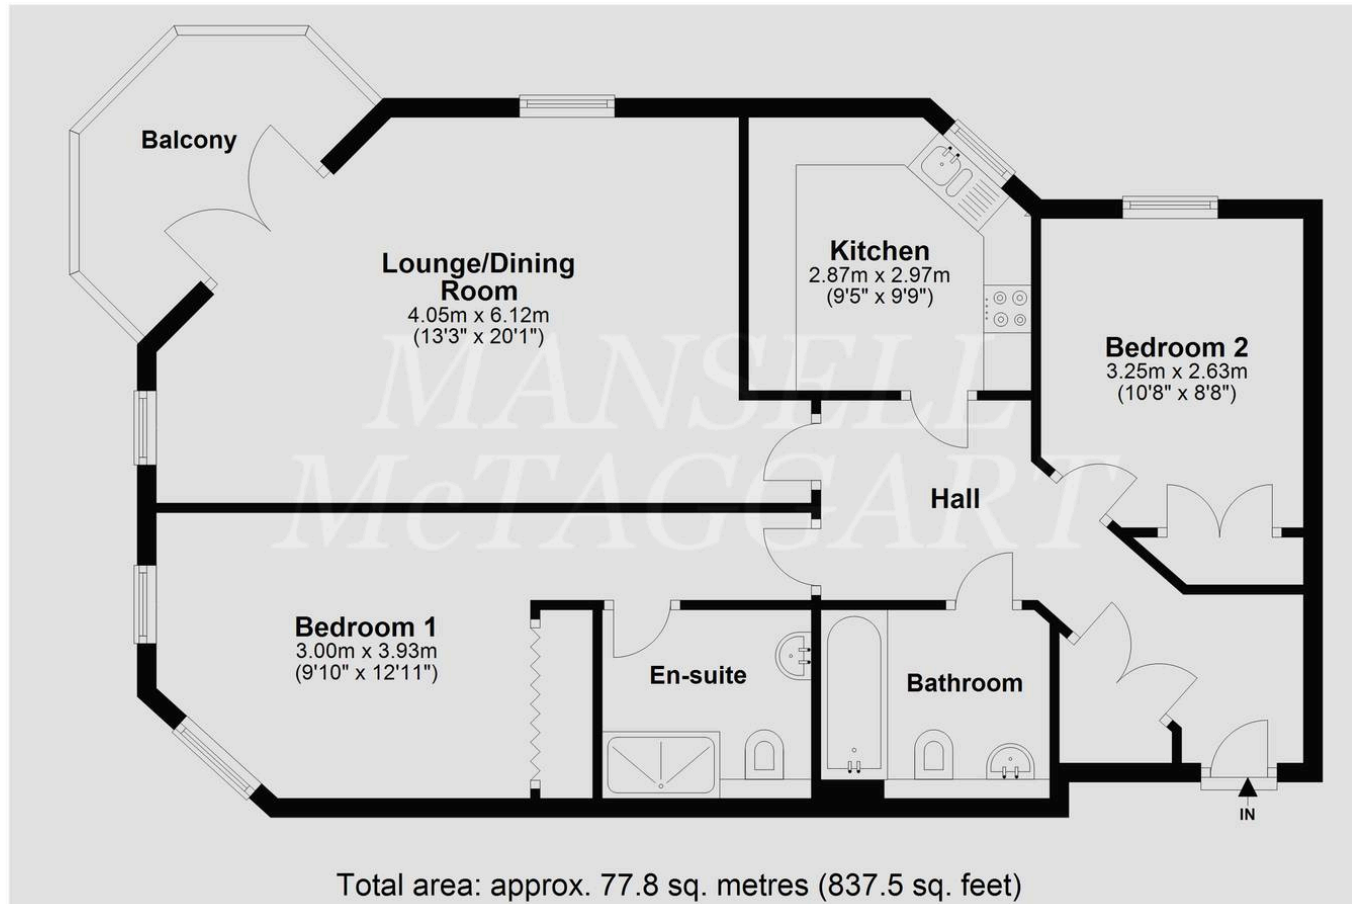 Balcony
Lounge/Dining
Room
4.05m x 6.12m
(13'3" x 20'1")
Kitchen
2.87m x 2.97m
(9'5" x 9'9")
Bedroom 2
3.25m x 2.63m
(10'8" x 8'8")
MANSELL
McTAGGART
Hall
Bedroom 1
3.00m x 3.93m
(9'10" x 12'11")
En-suite
Bathroom
IN
Total area: approx. 77.8 sq. metres (837.5 sq. feet)